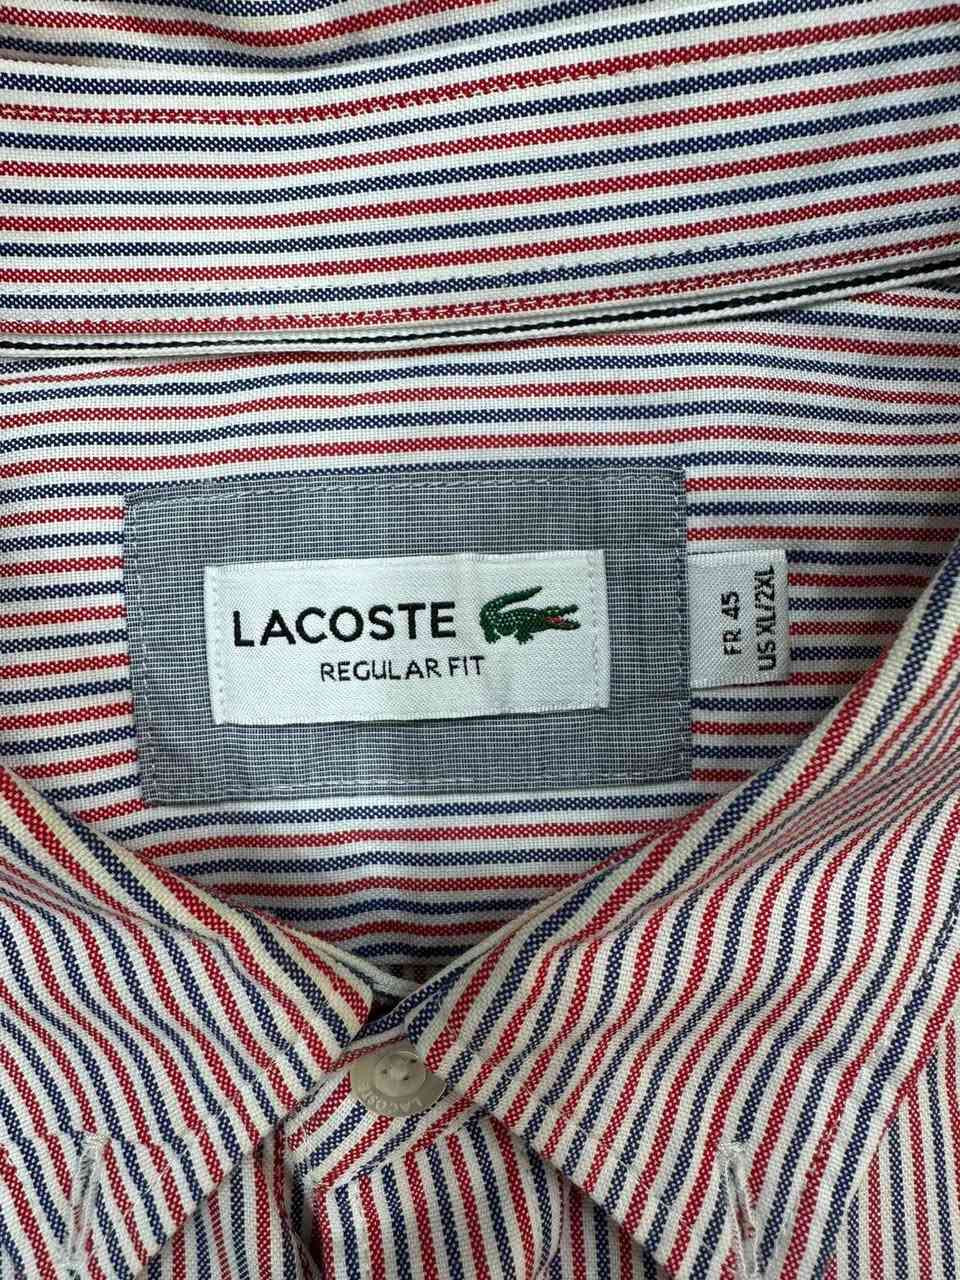 LACOSTE
REGULAR FIT
FR 45
US XL/2XL
LACOSTE